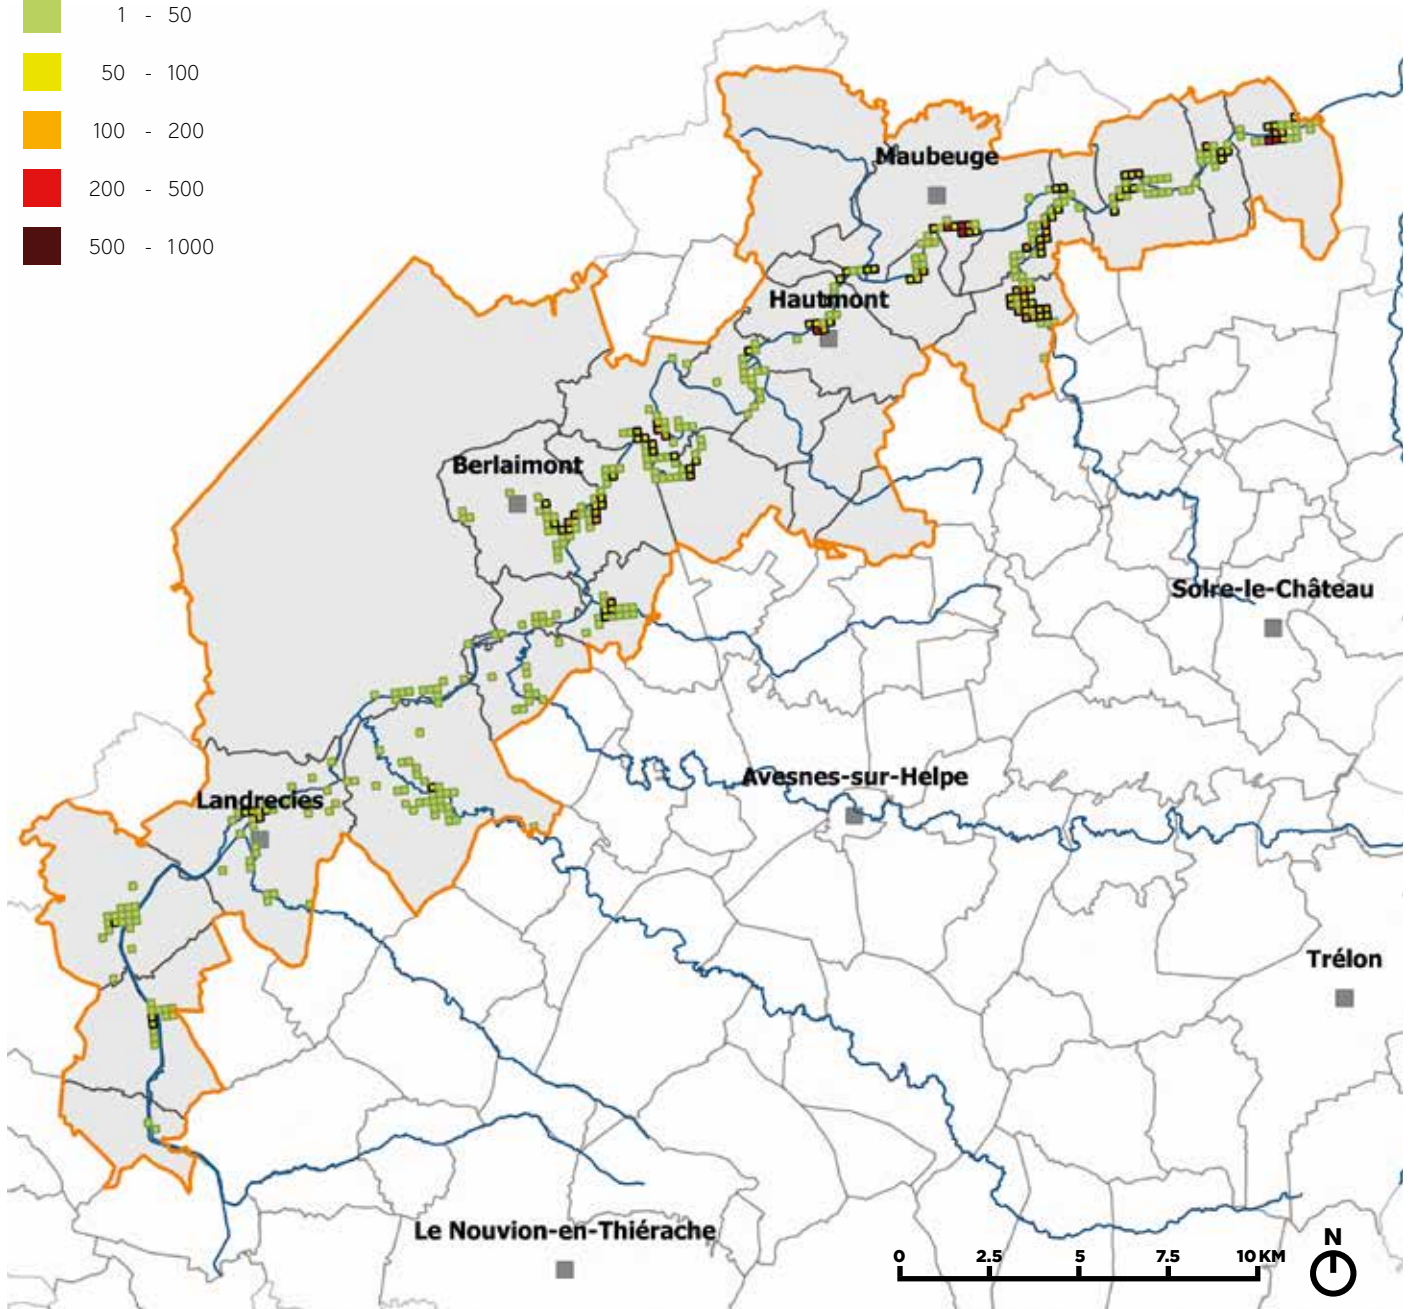 1 - 50
50 - 100
100 - 200
200 - 500
500 - 1000
Maubeuge
Hautmont
Berlaimont
Solre-le-Château
Avesnes-sur-Helpe
Landrecies
Trélon
Le Nouvion-en-Thiérache
0 2.5 5 7.5 10 KM
N